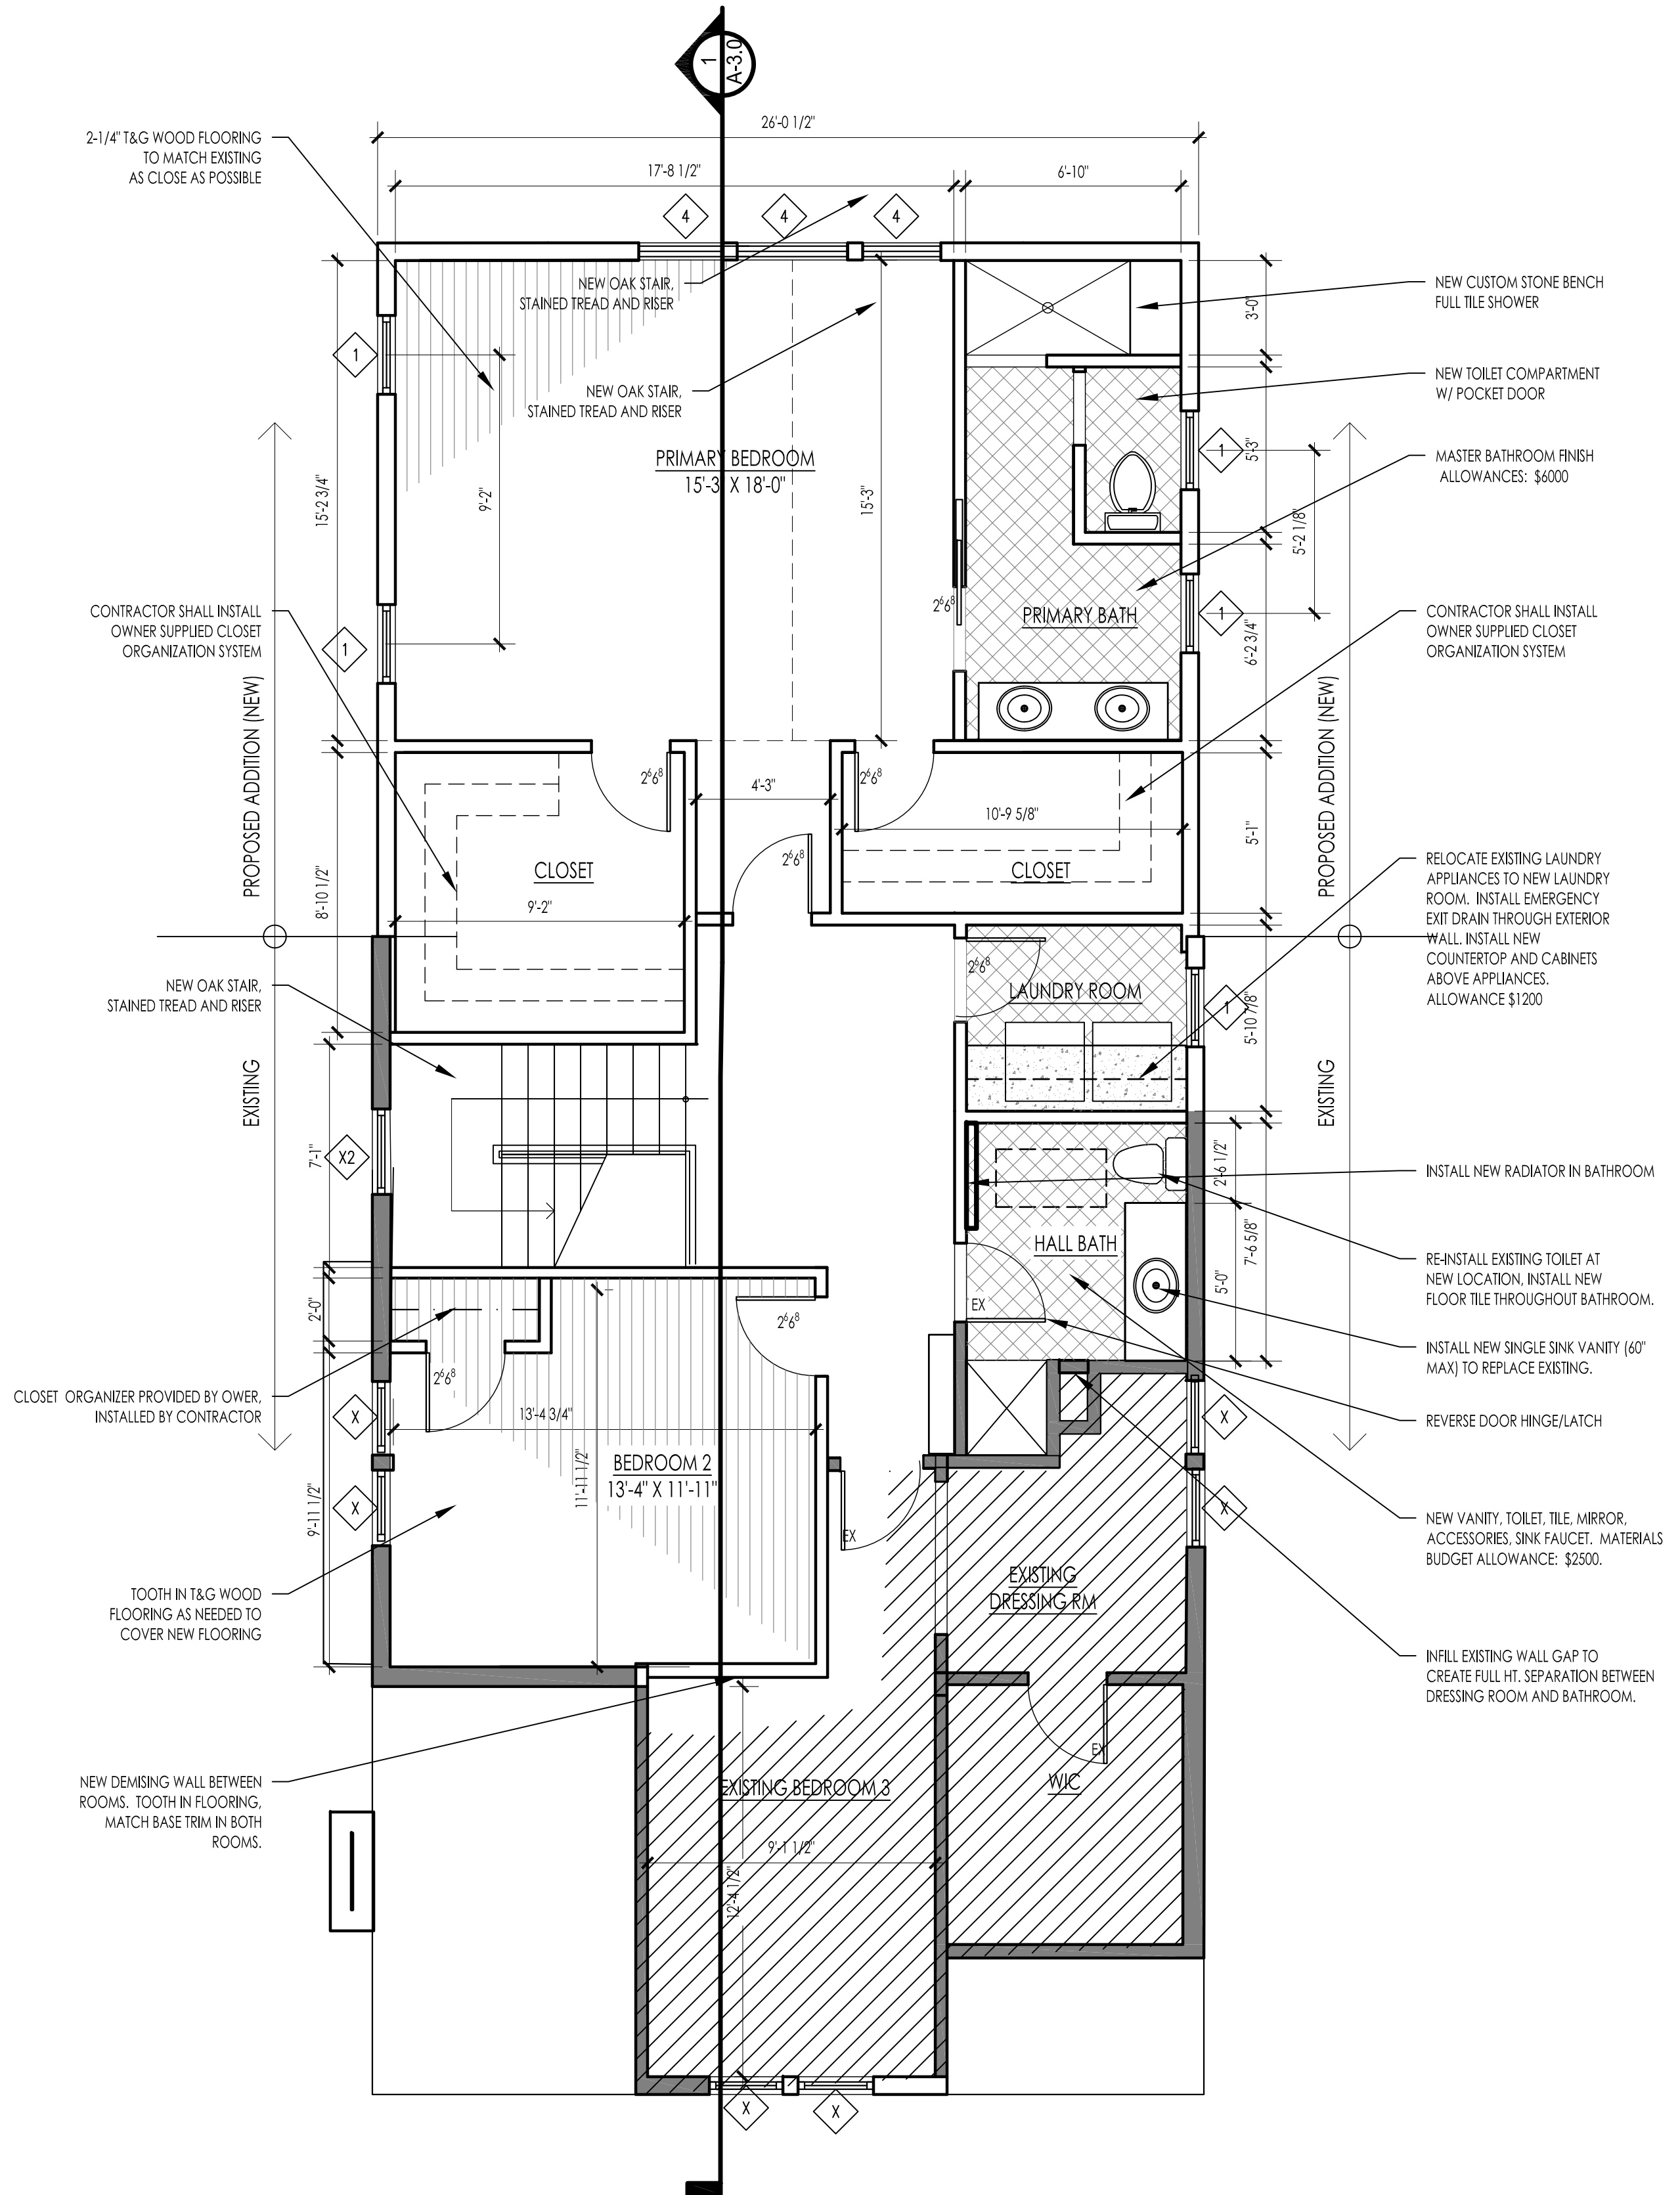 1
A-3.0
26'-0 1/2"
2-1/4" T&G WOOD FLOORING
TO MATCH EXISTING
AS CLOSE AS POSSIBLE
17'-8 1/2"
6'-10"
4
4
4
NEW OAK STAIR,
STAINED TREAD AND RISER
NEW CUSTOM STONE BENCH
FULL TILE SHOWER
3'-0"
1
NEW OAK STAIR,
STAINED TREAD AND RISER
NEW TOILET COMPARTMENT
W/ POCKET DOOR
PRIMARY BEDROOM
15'-3" X 18'-0"
15'-2 3/4"
9'-2"
15'-3"
1
5'-3"
5'-2 1/8"
MASTER BATHROOM FINISH
ALLOWANCES: $6000
CONTRACTOR SHALL INSTALL
OWNER SUPPLIED CLOSET
ORGANIZATION SYSTEM
1
2⁶6⁸
PRIMARY BATH
1
6'-2 3/4"
CONTRACTOR SHALL INSTALL
OWNER SUPPLIED CLOSET
ORGANIZATION SYSTEM
PROPOSED ADDITION (NEW)
PROPOSED ADDITION (NEW)
2⁶6⁸
4'-3"
2⁶6⁸
10'-9 5/8"
5'-1"
8'-10 1/2"
CLOSET
9'-2"
2⁶6⁸
CLOSET
RELOCATE EXISTING LAUNDRY
APPLIANCES TO NEW LAUNDRY
ROOM. INSTALL EMERGENCY
EXIT DRAIN THROUGH EXTERIOR
WALL. INSTALL NEW
COUNTERTOP AND CABINETS
ABOVE APPLIANCES.
ALLOWANCE $1200
NEW OAK STAIR,
STAINED TREAD AND RISER
2⁶6⁸
LAUNDRY ROOM
1
5'-10 7/8"
EXISTING
EXISTING
7'-1"
X2
2'-6 1/2"
INSTALL NEW RADIATOR IN BATHROOM
HALL BATH
7'-6 5/8"
5'-0"
RE-INSTALL EXISTING TOILET AT
NEW LOCATION, INSTALL NEW
FLOOR TILE THROUGHOUT BATHROOM.
2'-0"
2⁶6⁸
EX
INSTALL NEW SINGLE SINK VANITY (60"
MAX) TO REPLACE EXISTING.
CLOSET ORGANIZER PROVIDED BY OWER,
INSTALLED BY CONTRACTOR
2⁶6⁸
X
13'-4 3/4"
X
REVERSE DOOR HINGE/LATCH
BEDROOM 2
13'-4" X 11'-11"
11'-11 1/2"
9'-11 1/2"
X
EX
X
NEW VANITY, TOILET, TILE, MIRROR,
ACCESSORIES, SINK FAUCET. MATERIALS
BUDGET ALLOWANCE: $2500.
TOOTH IN T&G WOOD
FLOORING AS NEEDED TO
COVER NEW FLOORING
EXISTING
DRESSING RM
INFILL EXISTING WALL GAP TO
CREATE FULL HT. SEPARATION BETWEEN
DRESSING ROOM AND BATHROOM.
NEW DEMISING WALL BETWEEN
ROOMS. TOOTH IN FLOORING,
MATCH BASE TRIM IN BOTH
ROOMS.
EX
EXISTING BEDROOM 3
WIC
9'-1 1/2"
12'-4 1/2"
X
X